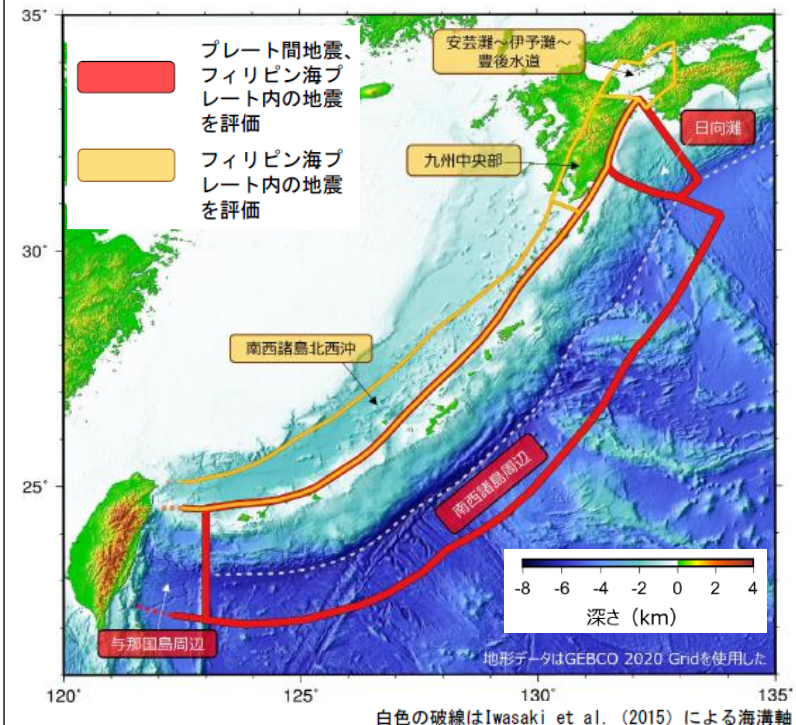 プレート間地震、
フィリピン海プ
レート内の地震
を評価
フィリピン海プ
レート内の地震
を評価
安芸灘～伊予灘～
豊後水道
日向灘
九州中央部
南西諸島北西沖
南西諸島周辺
与那国島周辺
35°
30°
25°
-8 -6 -4 -2 0 2 4
深さ（km）
地形データはGEBCO 2020 Gridを使用した
120° 125° 130° 135°
白色の破線はIwasaki et al. (2015) による海溝軸